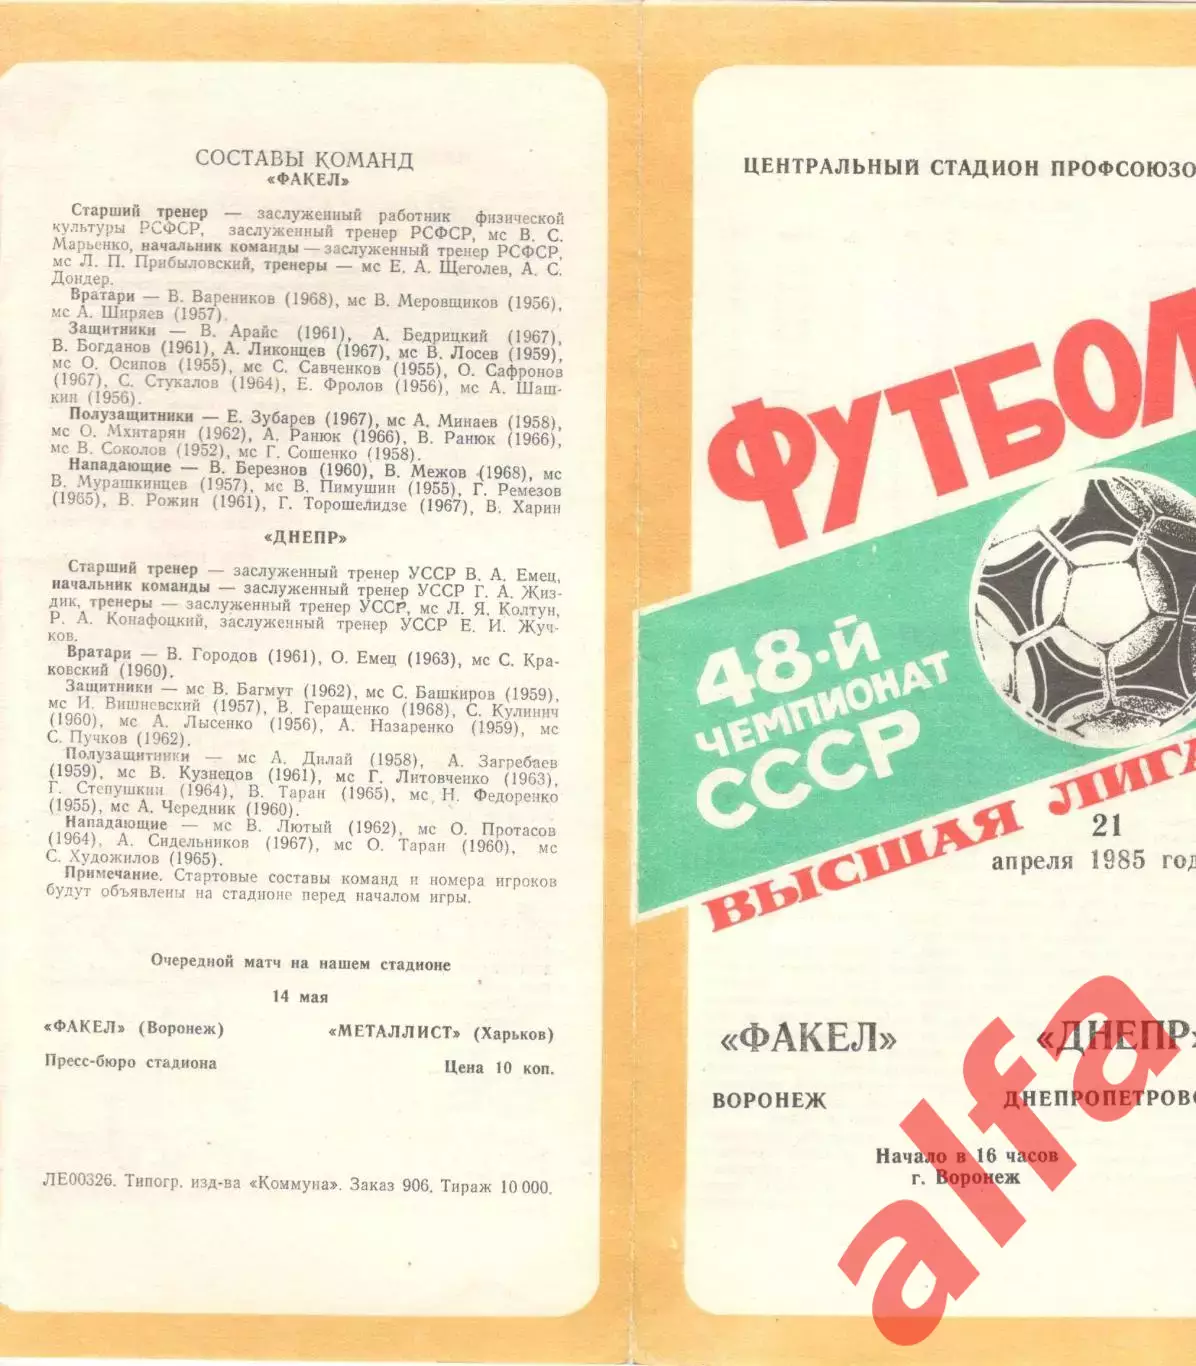 СОСТАВЫ КОМАНД
«ФАКЕЛ»
Старший тренер — заслуженный работник физической
культуры РСФСР, заслуженный тренер РСФСР, мс В. С.
Марьенко, начальник команды — заслуженный тренер РСФСР,
мс Л. П. Прибыловский, тренеры — мс Е. А. Щеголев, А. С.
Дондер.
Вратари — В. Вареников (1968), мс В. Меровщиков (1956),
мс А. Ширяев (1957).
Защитники — В. Арайс (1961), А. Бедрицкий (1967),
В. Богданов (1961), А. Ликонцев (1967), мс В. Лосев (1959),
мс О. Осипов (1955), мс С. Савченков (1955), О. Сафронов
(1967), С. Стукалов (1964), Е. Фролов (1956), мс А. Шаш-
кин (1956).
Полузащитники — Е. Зубарев (1967), мс А. Минаев (1958),
мс О. Мхитарян (1962), А. Ранюк (1966), В. Ранюк (1966),
мс В. Соколов (1952), мс Г. Сошенко (1958).
Нападающие — В. Березнов (1960), В. Межов (1968), мс
В. Мурашкинцев (1957), мс В. Пимушин (1955), Г. Ремезов
(1965), В. Рожин (1961), Г. Торошелидзе (1967), В. Харин
«ДНЕПР»
Старший тренер — заслуженный тренер УССР В. А. Емец,
начальник команды — заслуженный тренер УССР Г. А. Жиз-
дик, тренеры — заслуженный тренер УССР, мс Л. Я. Колтун,
Р. А. Конафоцкий, заслуженный тренер УССР Е. И. Жуч-
ков.
Вратари — В. Городов (1961), О. Емец (1963), мс С. Кра-
ковский (1960).
Защитники — мс В. Багмут (1962), мс С. Башкиров (1959),
мс И. Вишневский (1957), В. Геращенко (1968), С. Кулинич
(1960), мс А. Лысенко (1956), А. Назаренко (1959), мс
С. Пучков (1962).
Полузащитники — мс А. Дилай (1958), А. Загребаев
(1959), мс В. Кузнецов (1961), мс Г. Литовченко (1963),
Г. Степушкин (1964), В. Таран (1965), мс Н. Федоренко
(1955), мс А. Чередник (1960).
Нападающие — мс В. Лютый (1962), мс О. Протасов
(1964), А. Сидельников (1967), мс О. Таран (1960), мс
С. Художилов (1965).
Примечание. Стартовые составы команд и номера игроков
будут объявлены на стадионе перед началом игры.
Очередной матч на нашем стадионе
14 мая
«ФАКЕЛ» (Воронеж) «МЕТАЛЛИСТ» (Харьков)
Пресс-бюро стадиона Цена 10 коп.
ЛЕ00326. Типогр. изд-ва «Коммуна». Заказ 906. Тираж 10 000.
ЦЕНТРАЛЬНЫЙ СТАДИОН ПРОФСОЮЗО
ФУТБОЛ
48-й
ЧЕМПИОНАТ
СССР
ВЫСШАЯ ЛИГА
21
апреля 1985 год
«ФАКЕЛ» «ДНЕПР»
ВОРОНЕЖ ДНЕПРОПЕТРОВС
Начало в 16 часов
г. Воронеж
alfa